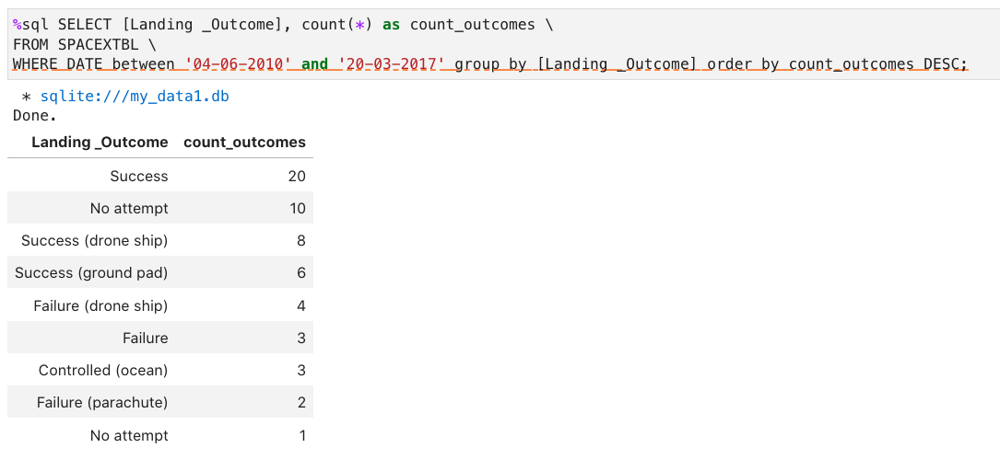 %sql SELECT [Landing _Outcome], count(*) as count_outcomes \
FROM SPACEXTBL \
WHERE DATE between '04-06-2010' and '20-03-2017' group by [Landing _Outcome] order by count_outcomes DESC;
* sqlite:///my_data1.db
Done.
Landing _Outcome count_outcomes
Success 20
No attempt 10
Success (drone ship) 8
Success (ground pad) 6
Failure (drone ship) 4
Failure 3
Controlled (ocean) 3
Failure (parachute) 2
No attempt 1